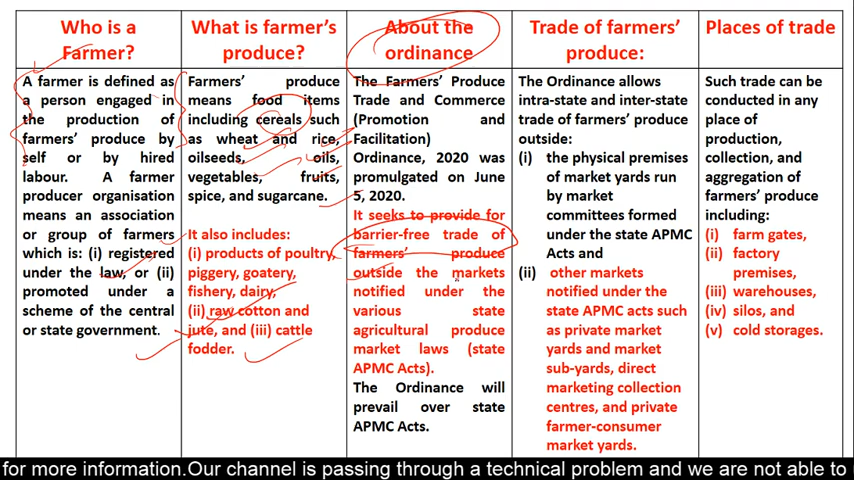 Who is a
Farmer?
A farmer is defined as
a person engaged in
the production of
farmers' produce by
self or by hired
labour. A farmer
producer organisation
means an association
or group of farmers
which is: (i) registered
under the law, or (ii)
promoted under a
scheme of the central
or state government.
What is farmer's
produce?
Farmers' produce
means food items
including cereals such
as wheat and rice,
oilseeds, oils,
vegetables, fruits,
spice, and sugarcane.
It also includes:
(i) products of poultry,
piggery, goatery,
fishery, dairy,
(ii) raw cotton and
jute, and (iii) cattle
fodder.
About the
ordinance
The Farmers' Produce
Trade and Commerce
(Promotion and
Facilitation)
Ordinance, 2020 was
promulgated on June
5, 2020.
It seeks to provide for
barrier-free trade of
farmers' produce
outside the markets
notified under the
various state
agricultural produce
market laws (state
APMC Acts).
The Ordinance will
prevail over state
APMC Acts.
Trade of farmers'
produce:
The Ordinance allows
intra-state and inter-state
trade of farmers' produce
outside:
(i) the physical premises
of market yards run
by market
committees formed
under the state APMC
Acts and
(ii) other markets
notified under the
state APMC acts such
as private market
yards and market
sub-yards, direct
marketing collection
centres, and private
farmer-consumer
market yards.
Places of trade
Such trade can be
conducted in any
place of
production,
collection, and
aggregation of
farmers' produce
including:
(i) farm gates,
(ii) factory
premises,
(iii) warehouses,
(iv) silos, and
(v) cold storages.
for more information.Our channel is passing through a technical problem and we are not able to